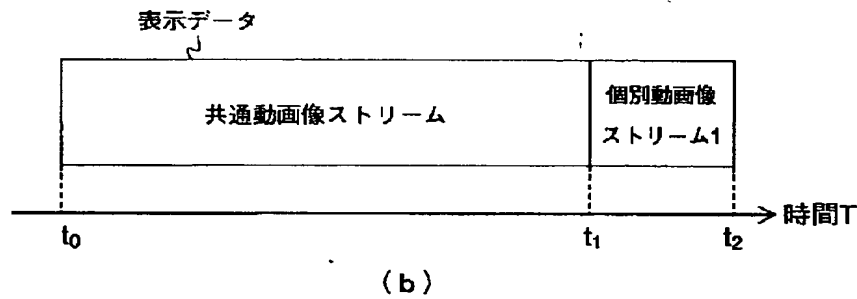 表示データ
共通動画像ストリーム
個別動画像
ストリーム1
時間T
t0
t1
t2
(b)